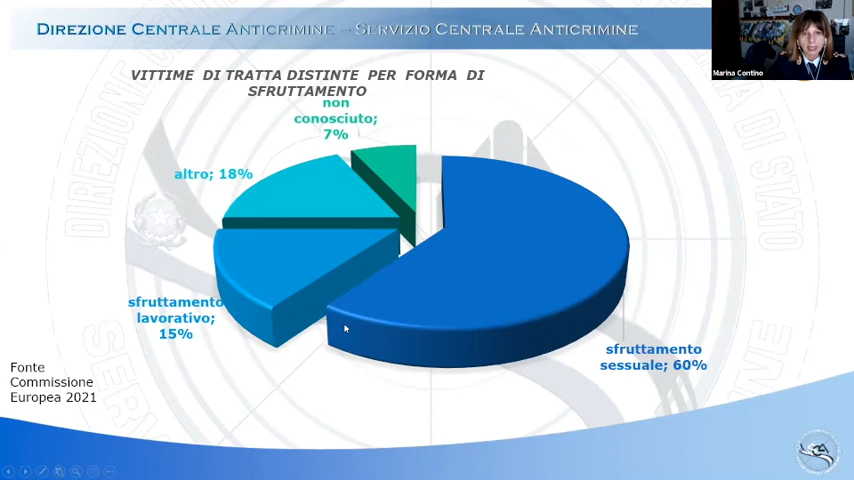 DIREZIONE CENTRALE ANTICRIMINE – SERVIZIO CENTRALE ANTICRIMINE
Marina Contino
VITTIME DI TRATTA DISTINTE PER FORMA DI
SFRUTTAMENTO
non
conosciuto;
7%
altro; 18%
sfruttamento
lavorativo;
15%
sfruttamento
sessuale; 60%
Fonte
Commissione
Europea 2021